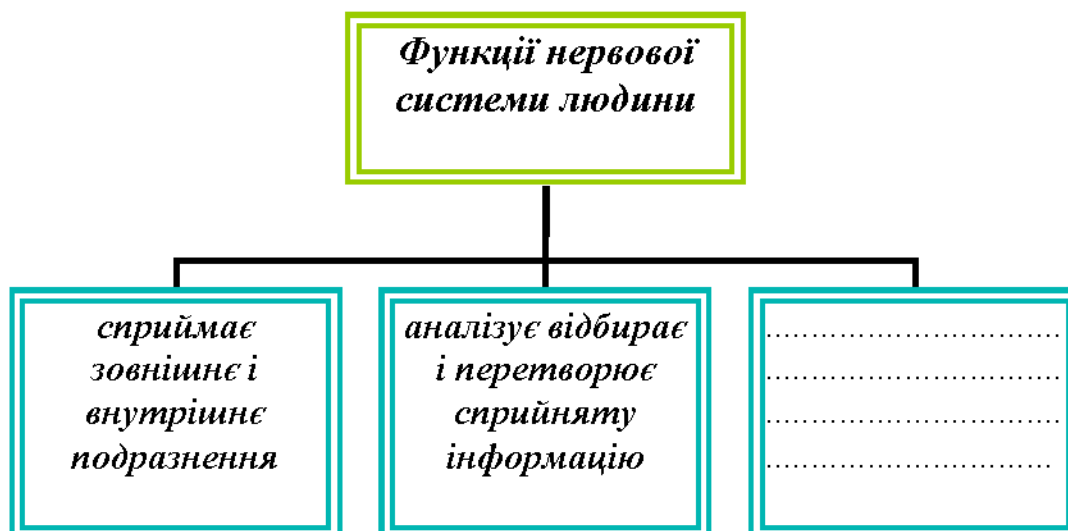 Функції нервової
системи людини
сприймає
зовнішнє і
внутрішнє
подразнення
аналізує відбирає
і перетворює
сприйняту
інформацію
………………………….
………………………….
………………………….
…………………………